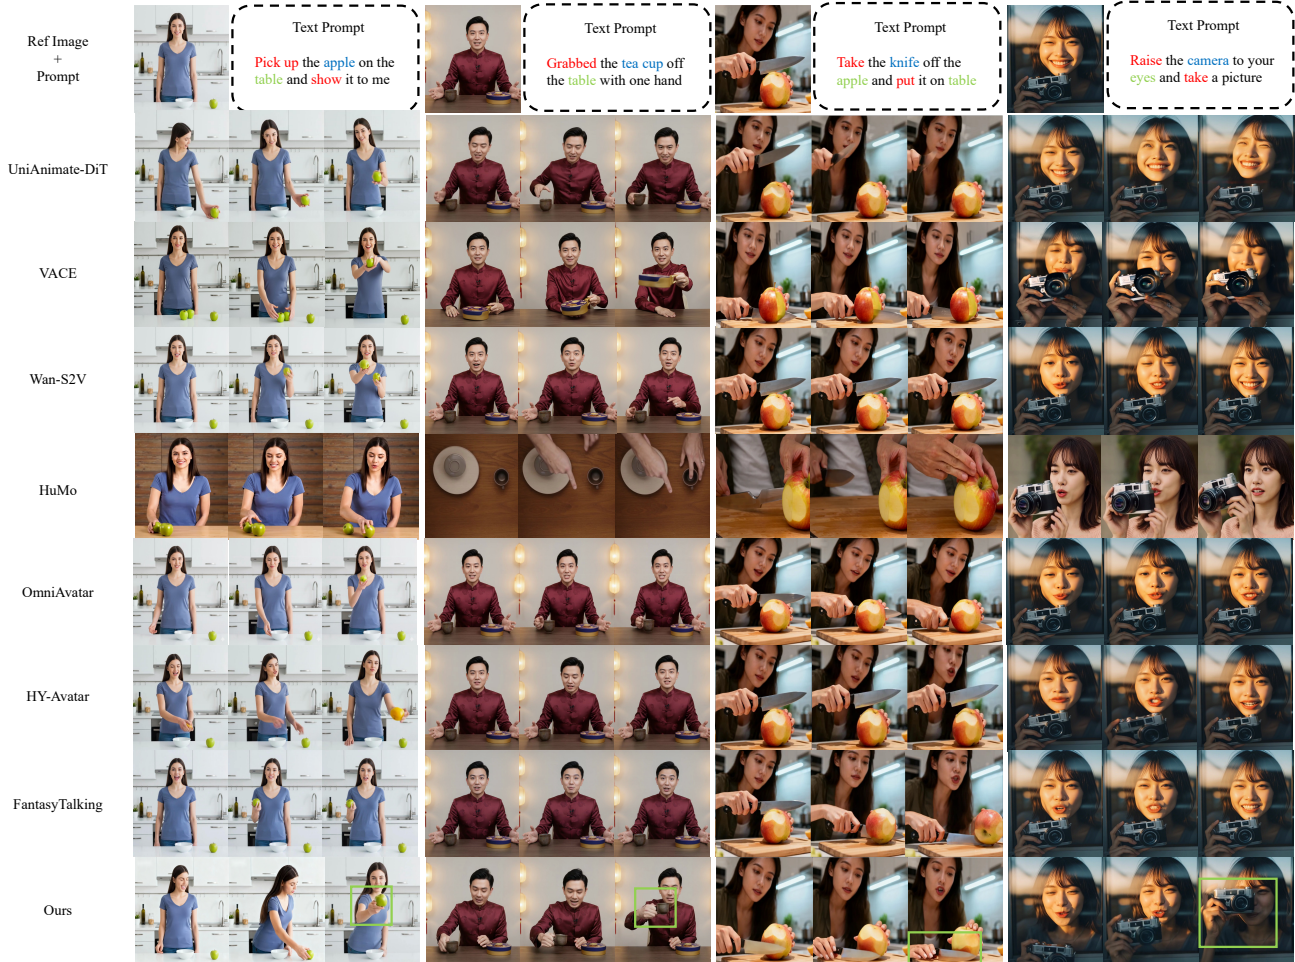 Ref Image
+
Prompt
Text Prompt
Pick up the apple on the
table and show it to me
Text Prompt
Grabbed the tea cup off
the table with one hand
Text Prompt
Take the knife off the
apple and put it on table
Text Prompt
Raise the camera to your
eyes and take a picture
UniAnimate-DiT
VACE
Wan-S2V
HuMo
OmniAvatar
HY-Avatar
FantasyTalking
Ours